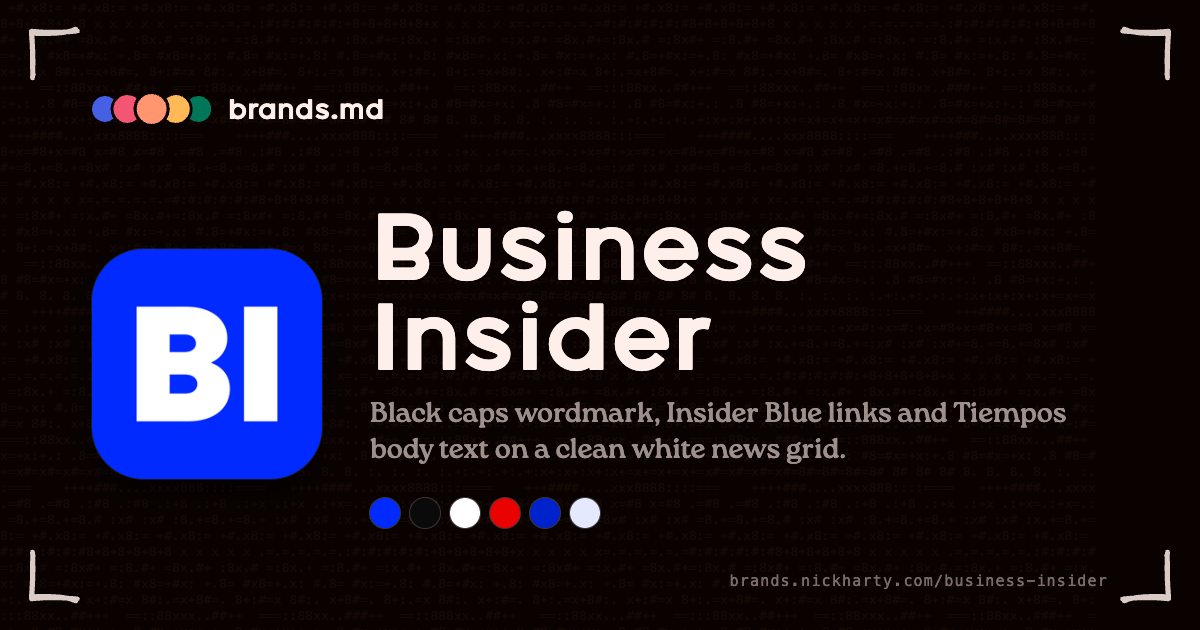 brands.md
Business
Insider
BI
Black caps wordmark, Insider Blue links and Tiempos
body text on a clean white news grid.
brands.nickharty.com/business-insider